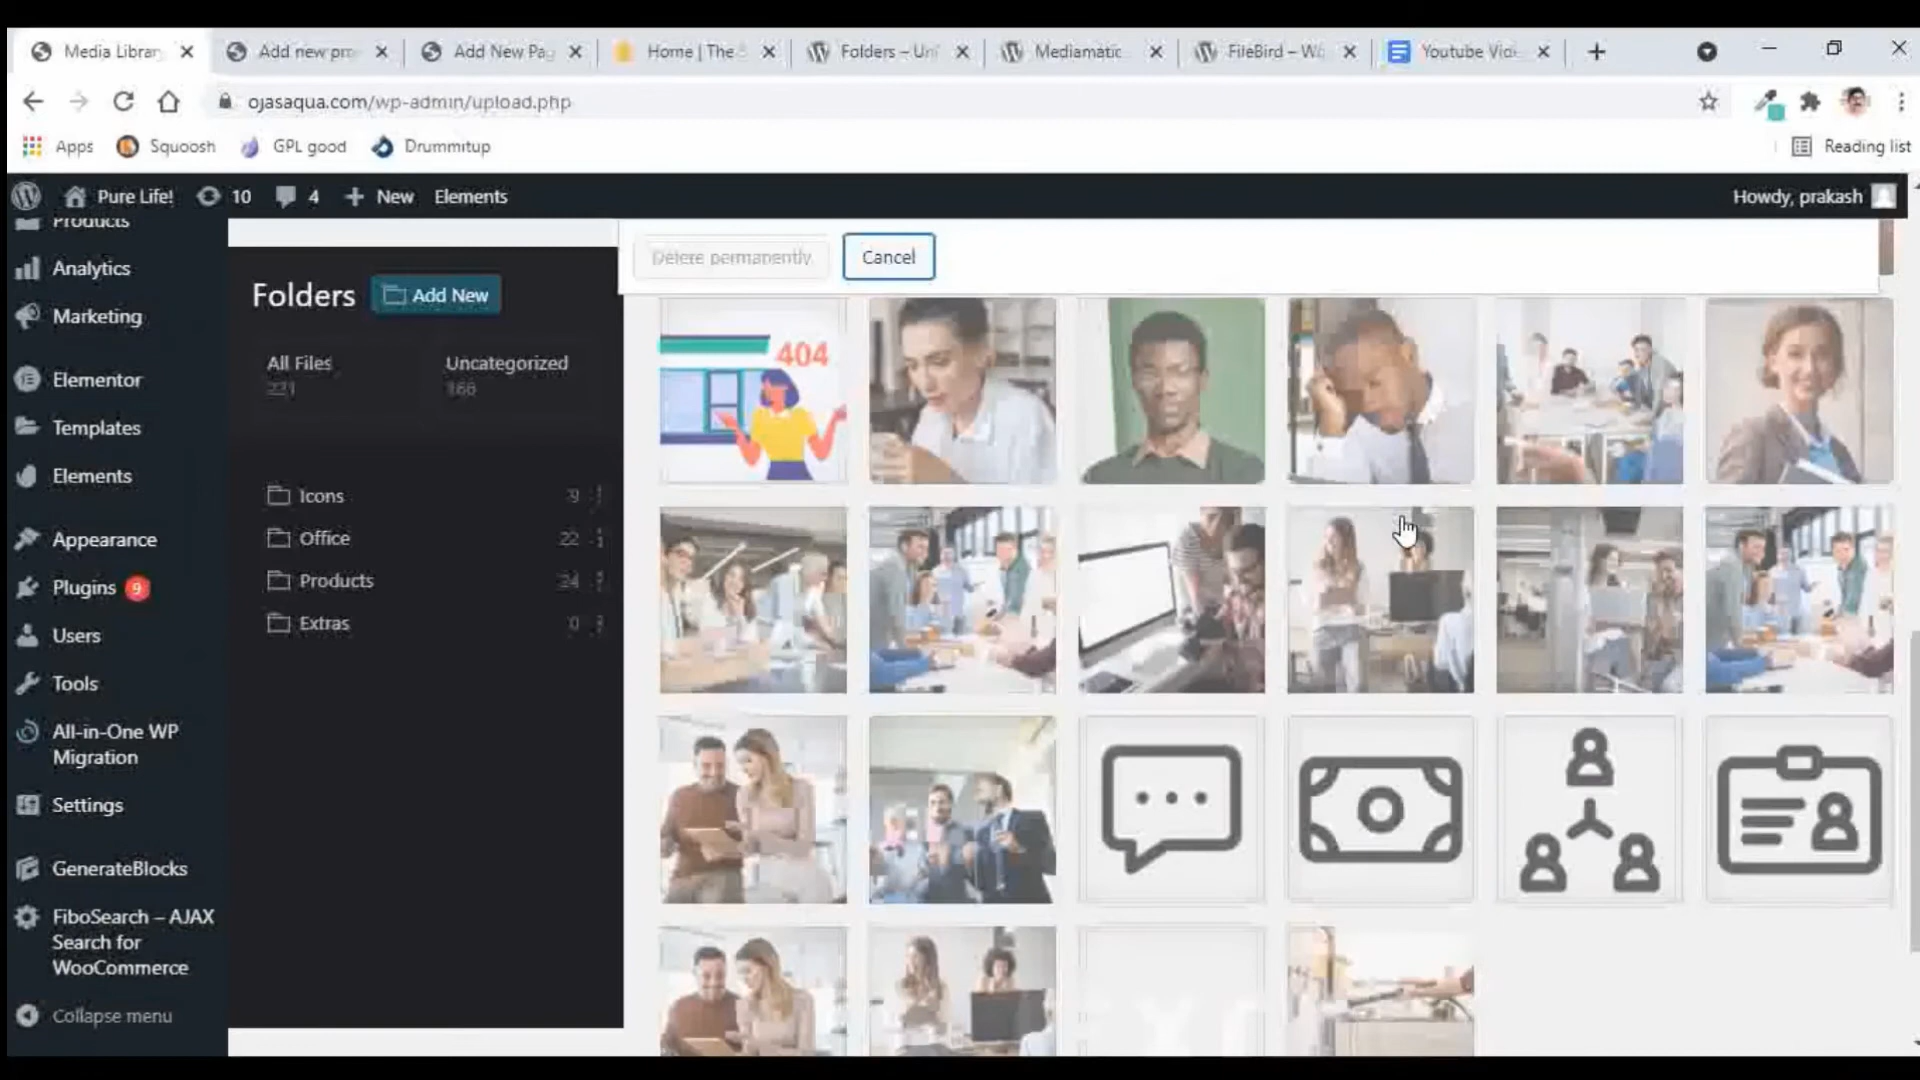 Media Librar
Add new pro
Add New Pag
Home | The S
Folders – Unl
Mediamatic
FileBird – Wo
Youtube Vide
ojasaqua.com/wp-admin/upload.php
Apps
Squoosh
GPL good
Drummitup
Reading list
Pure Life!
10
4
New
Elements
Howdy, prakash
Products
Analytics
Marketing
Elementor
Templates
Elements
Appearance
Plugins 9
Users
Tools
All-in-One WP
Migration
Settings
GenerateBlocks
FiboSearch – AJAX
Search for
WooCommerce
Collapse menu
Folders
Add New
All Files
221
Uncategorized
166
Icons 9
Office 22
Products 24
Extras 0
Delete permanently
Cancel
404